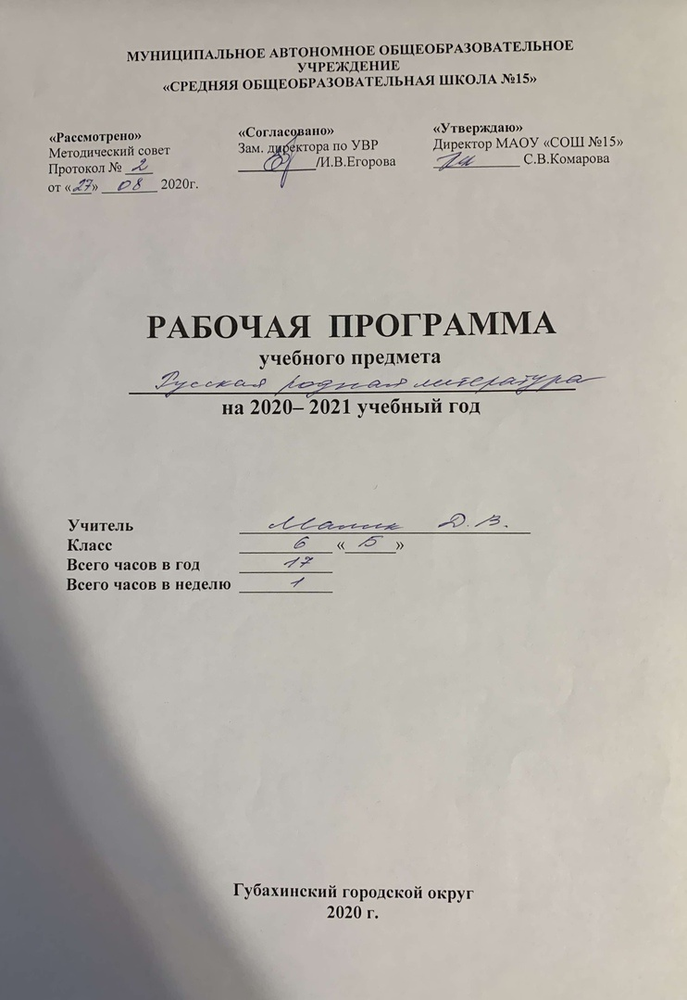 МУНИЦИПАЛЬНОЕ АВТОНОМНОЕ ОБЩЕОБРАЗОВАТЕЛЬНОЕ
УЧРЕЖДЕНИЕ
«СРЕДНЯЯ ОБЩЕОБРАЗОВАТЕЛЬНАЯ ШКОЛА №15»
«Рассмотрено»
Методический совет
Протокол № 2
от «27» 08 2020г.
«Согласовано»
Зам. директора по УВР
/И.В.Егорова
«Утверждаю»
Директор МАОУ «СОШ №15»
С.В.Комарова
РАБОЧАЯ ПРОГРАММА
учебного предмета
Русская родная литература
на 2020– 2021 учебный год
Учитель Малик Д.В.
Класс 6 «Б»
Всего часов в год 17
Всего часов в неделю 1
Губахинский городской округ
2020 г.